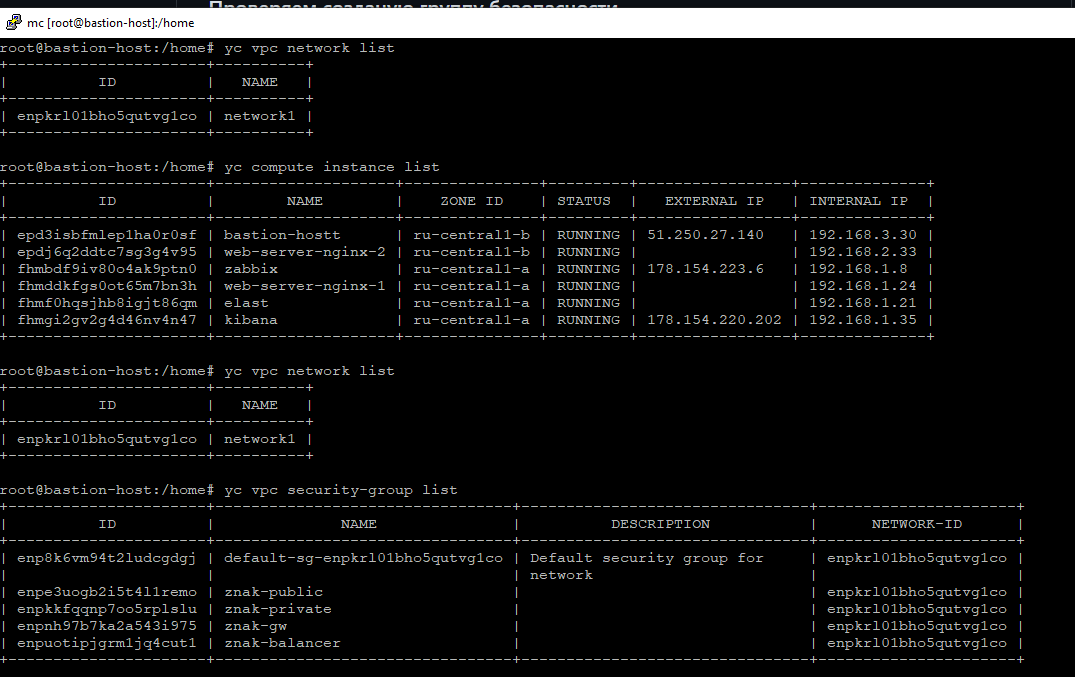 Проверяем созданую группу безопасности
mc [root@bastion-host]:/home
root@bastion-host:/home# yc vpc network list
+----------------------+----------+
|          ID          |   NAME   |
+----------------------+----------+
| enpkrl01bho5qutvg1co | network1 |
+----------------------+----------+
root@bastion-host:/home# yc compute instance list
+----------------------+--------------------+---------------+---------+-----------------+--------------+
|          ID          |        NAME        |    ZONE ID    | STATUS  |   EXTERNAL IP   | INTERNAL IP  |
+----------------------+--------------------+---------------+---------+-----------------+--------------+
| epd3isbfmlep1ha0r0sf | bastion-hostt      | ru-central1-b | RUNNING | 51.250.27.140   | 192.168.3.30 |
| epdj6q2ddtc7sg3g4v95 | web-server-nginx-2 | ru-central1-b | RUNNING |                 | 192.168.2.33 |
| fhmbdf9iv80o4ak9ptn0 | zabbix             | ru-central1-a | RUNNING | 178.154.223.6   | 192.168.1.8  |
| fhmddkfgs0ot65m7bn3h | web-server-nginx-1 | ru-central1-a | RUNNING |                 | 192.168.1.24 |
| fhmf0hqsjhb8igjt86qm | elast              | ru-central1-a | RUNNING |                 | 192.168.1.21 |
| fhmgi2gv2g4d46nv4n47 | kibana             | ru-central1-a | RUNNING | 178.154.220.202 | 192.168.1.35 |
+----------------------+--------------------+---------------+---------+-----------------+--------------+
root@bastion-host:/home# yc vpc network list
+----------------------+----------+
|          ID          |   NAME   |
+----------------------+----------+
| enpkrl01bho5qutvg1co | network1 |
+----------------------+----------+
root@bastion-host:/home# yc vpc security-group list
+----------------------+---------------------------------+--------------------------------+----------------------+
|          ID          |              NAME               |          DESCRIPTION           |      NETWORK-ID      |
+----------------------+---------------------------------+--------------------------------+----------------------+
| enp8k6vm94t2ludcgdgj | default-sg-enpkrl01bho5qutvg1co | Default security group for     | enpkrl01bho5qutvg1co |
|                      |                                 | network                        |                      |
| enpe3uogb2i5t4l1remo | znak-public                     |                                | enpkrl01bho5qutvg1co |
| enpkkfqqnp7oo5rplslu | znak-private                    |                                | enpkrl01bho5qutvg1co |
| enpnh97b7ka2a543i975 | znak-gw                         |                                | enpkrl01bho5qutvg1co |
| enpuotipjgrm1jq4cut1 | znak-balancer                   |                                | enpkrl01bho5qutvg1co |
+----------------------+---------------------------------+--------------------------------+----------------------+